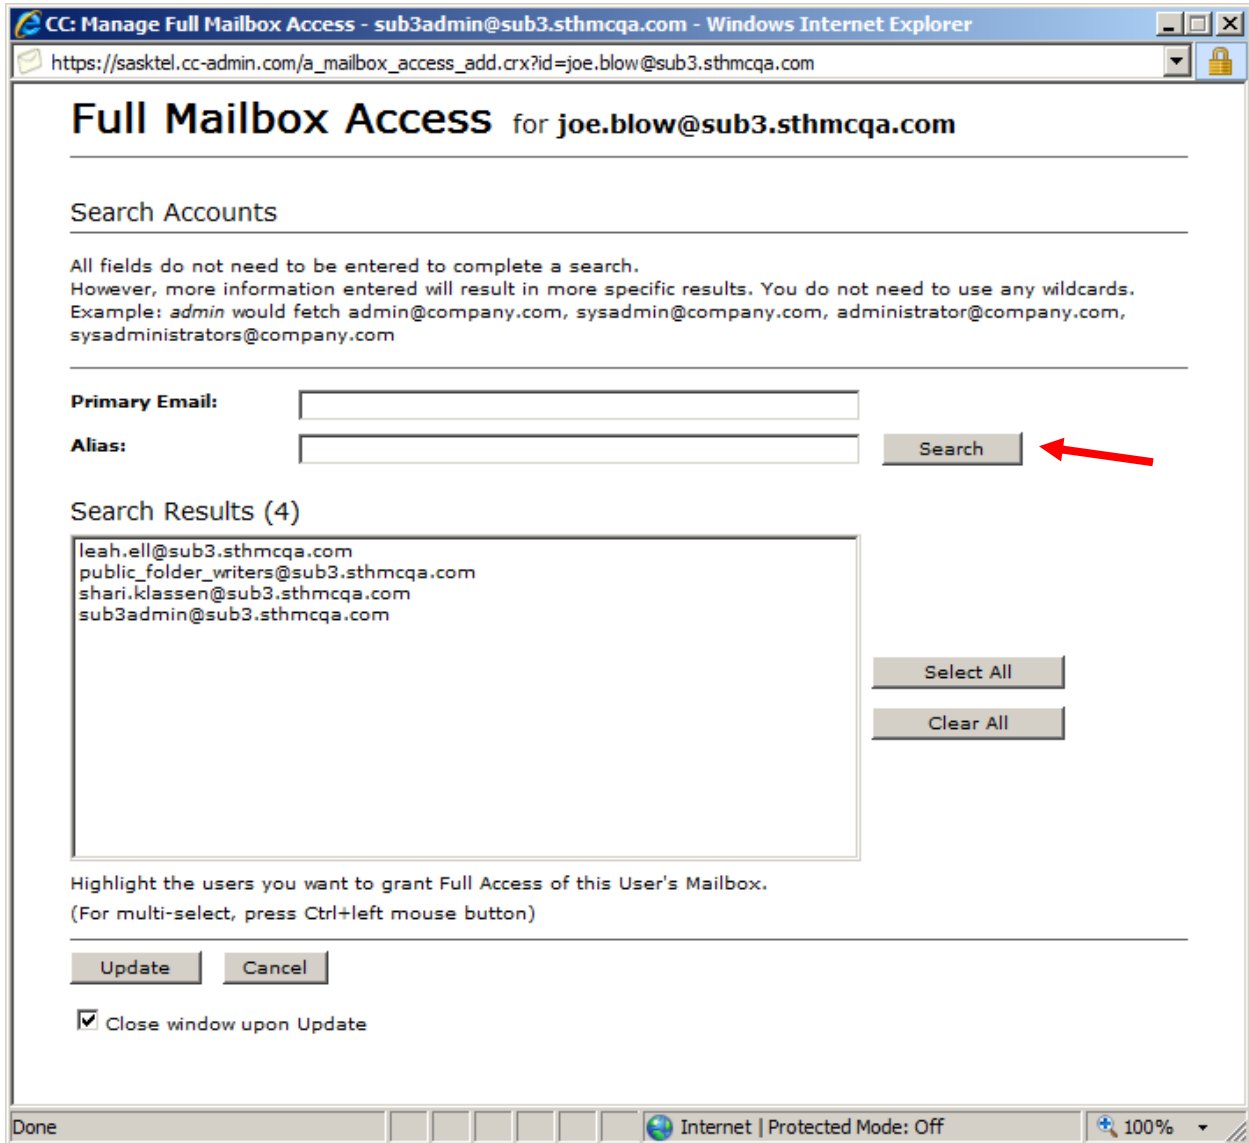 CC: Manage Full Mailbox Access - sub3admin@sub3.sthmcqa.com - Windows Internet Explorer
https://sasktel.cc-admin.com/a_mailbox_access_add.crx?id=joe.blow@sub3.sthmcqa.com
Full Mailbox Access for joe.blow@sub3.sthmcqa.com
Search Accounts
All fields do not need to be entered to complete a search.
However, more information entered will result in more specific results. You do not need to use any wildcards.
Example: admin would fetch admin@company.com, sysadmin@company.com, administrator@company.com,
sysadministrators@company.com
Primary Email:
Alias:
Search
Search Results (4)
leah.ell@sub3.sthmcqa.com
public_folder_writers@sub3.sthmcqa.com
shari.klassen@sub3.sthmcqa.com
sub3admin@sub3.sthmcqa.com
Select All
Clear All
Highlight the users you want to grant Full Access of this User's Mailbox.
(For multi-select, press Ctrl+left mouse button)
Update Cancel
Close window upon Update
Done Internet | Protected Mode: Off 100%